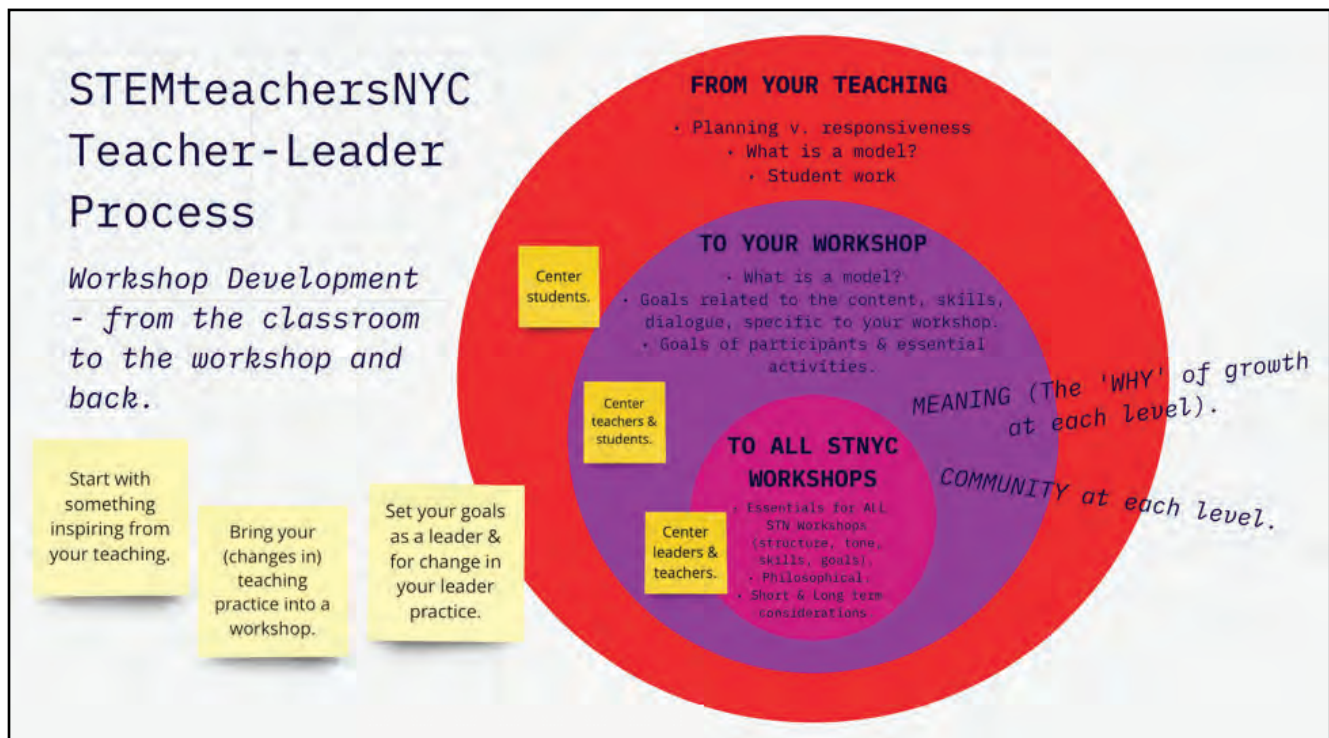 STEMteachersNYC
Teacher-Leader
Process
Workshop Development
- from the classroom
to the workshop and
back.
Start with
something
inspiring from
your teaching.
Bring your
(changes in)
teaching
practice into a
workshop.
Set your goals
as a leader &
for change in
your leader
practice.
FROM YOUR TEACHING
• Planning v. responsiveness
• What is a model?
• Student work
Center
students.
TO YOUR WORKSHOP
• What is a model?
• Goals related to the content, skills,
dialogue, specific to your workshop.
• Goals of participants & essential
activities.
Center
teachers &
students.
TO ALL STNYC
WORKSHOPS
• Essentials for ALL
STN Workshops
(structure, tone,
skills, goals).
• Philosophical.
• Short & Long term
considerations
Center
leaders &
teachers.
MEANING (The 'WHY' of growth
at each level).
COMMUNITY at each level.